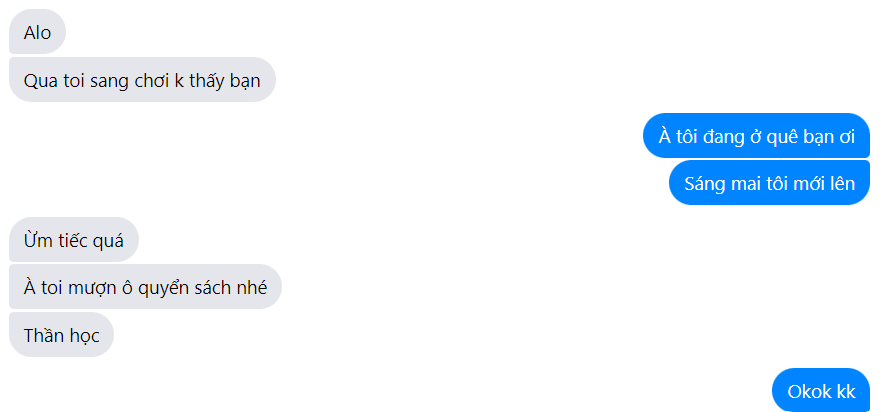 Alo
Qua toi sang chơi k thấy bạn
À tôi đang ở quê bạn ơi
Sáng mai tôi mới lên
Ừm tiếc quá
À toi mượn ô quyển sách nhé
Thần học
Okok kk